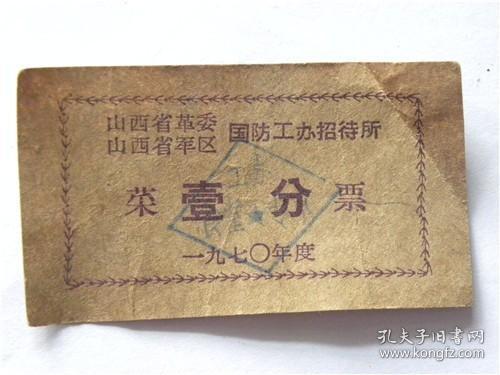 山西省革委
山西省军区
国防工办招待所
菜 壹 分 票
一九七〇年度
孔夫子旧书网
www.kongfz.com